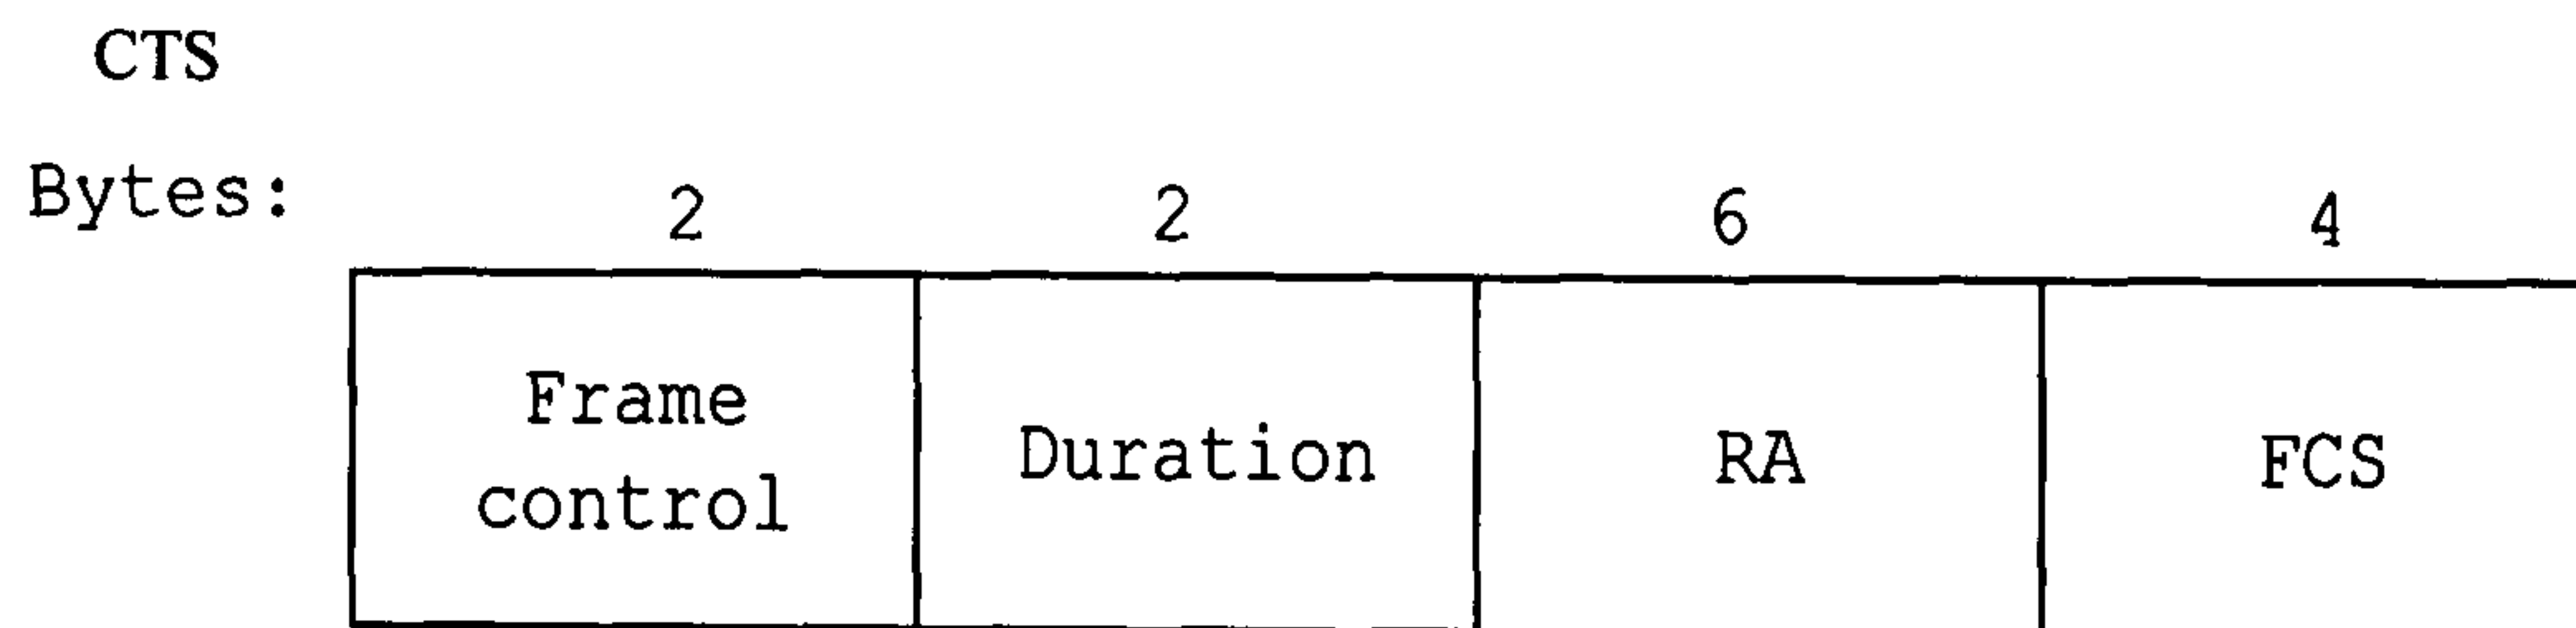 CTS
Bytes:
2 2 6 4
Frame
control
Duration
RA
FCS